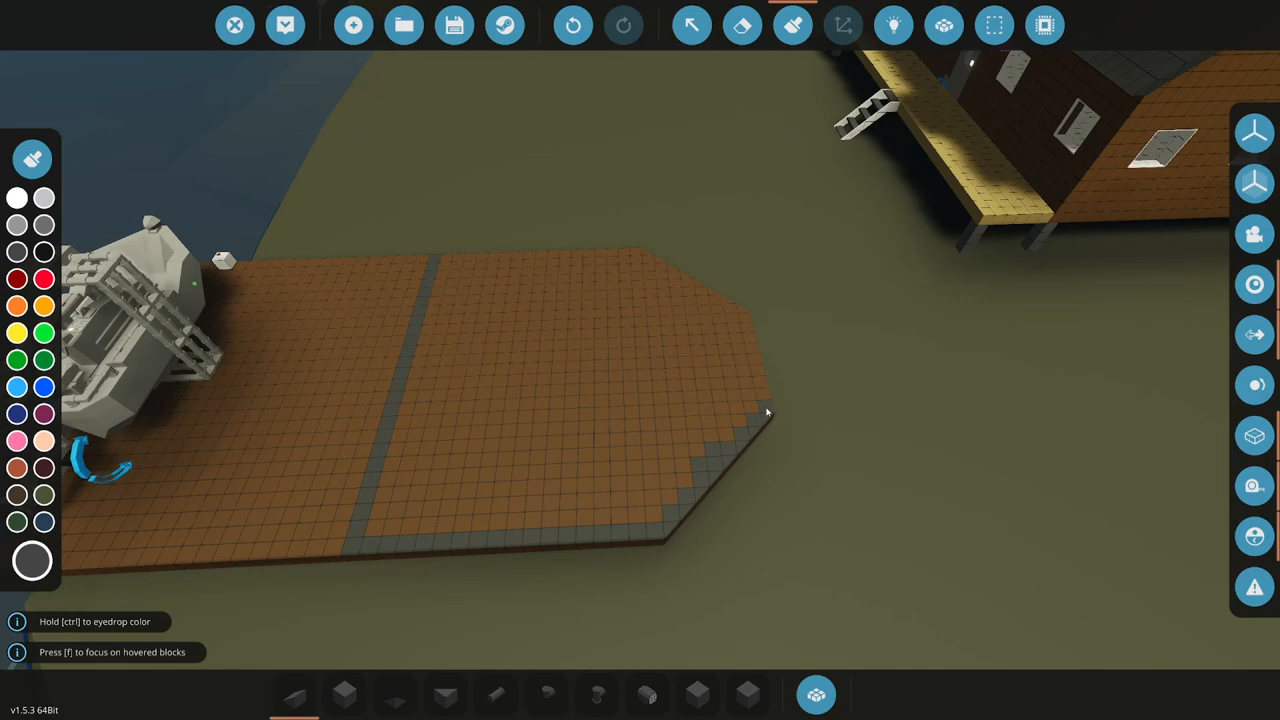 Hold [ctrl] to eyedrop color
Press [f] to focus on hovered blocks
v1.5.3 64Bit